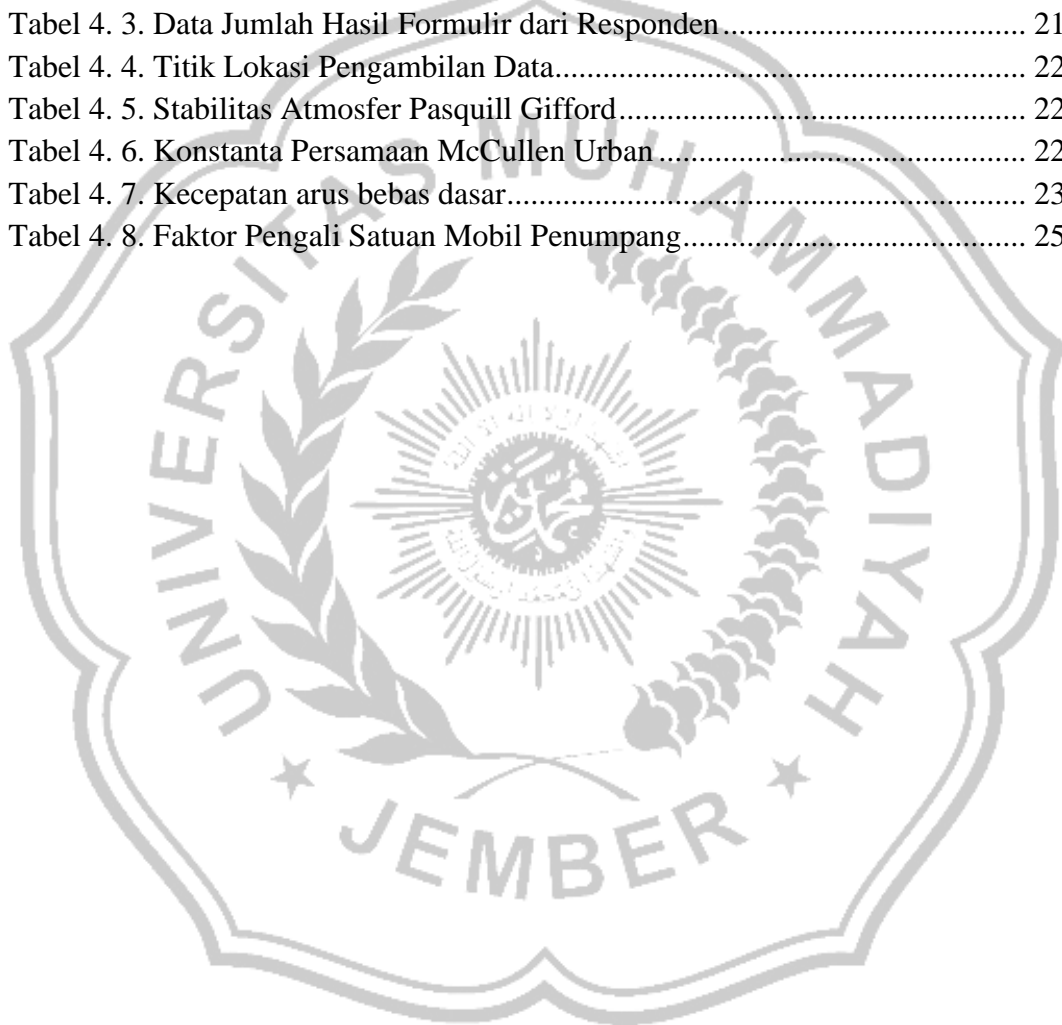 Tabel 4. 3. Data Jumlah Hasil Formulir dari Responden ........................................ 21
Tabel 4. 4. Titik Lokasi Pengambilan Data............................................................. 22
Tabel 4. 5. Stabilitas Atmosfer Pasquill Gifford..................................................... 22
Tabel 4. 6. Konstanta Persamaan McCullen Urban ............................................... 22
Tabel 4. 7. Kecepatan arus bebas dasar................................................................... 23
Tabel 4. 8. Faktor Pengali Satuan Mobil Penumpang............................................ 25
UNIVERSITAS MUHAMMADIYAH
JEMBER